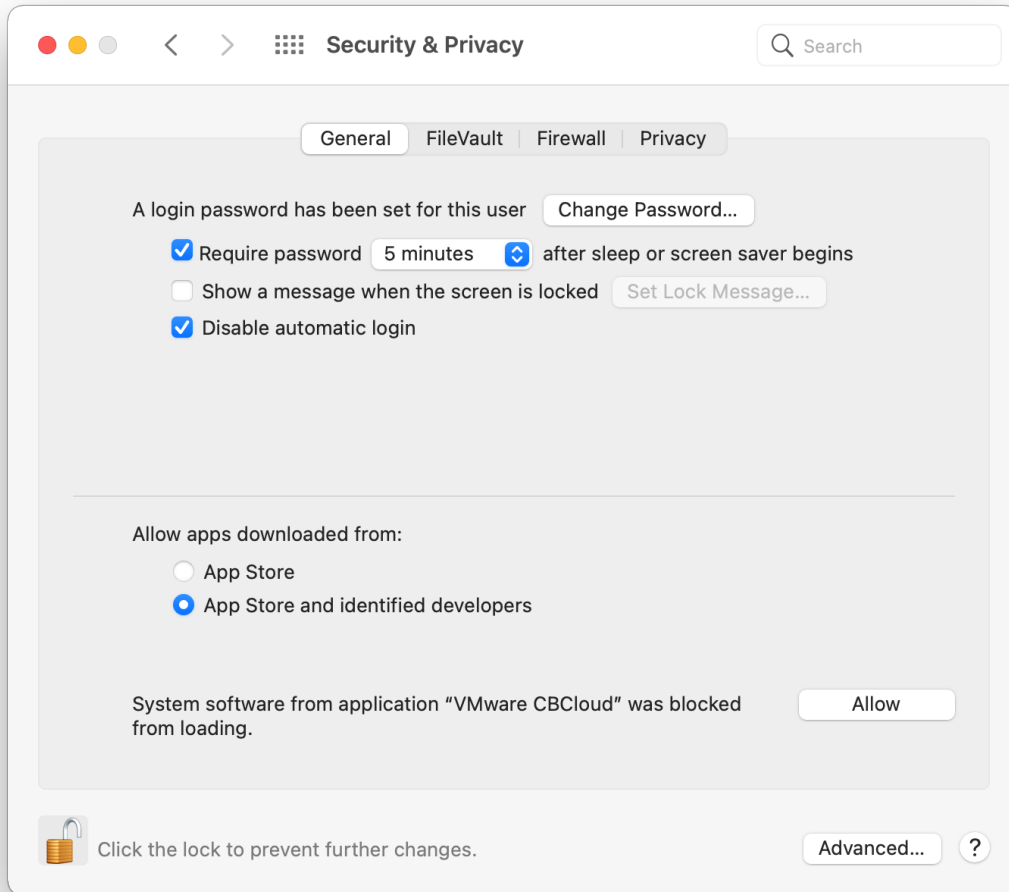 Security & Privacy
Search
General FileVault Firewall Privacy
A login password has been set for this user Change Password...
Require password 5 minutes after sleep or screen saver begins
Show a message when the screen is locked Set Lock Message...
Disable automatic login
Allow apps downloaded from:
App Store
App Store and identified developers
System software from application “VMware CBCloud” was blocked Allow
from loading.
Click the lock to prevent further changes. Advanced... ?